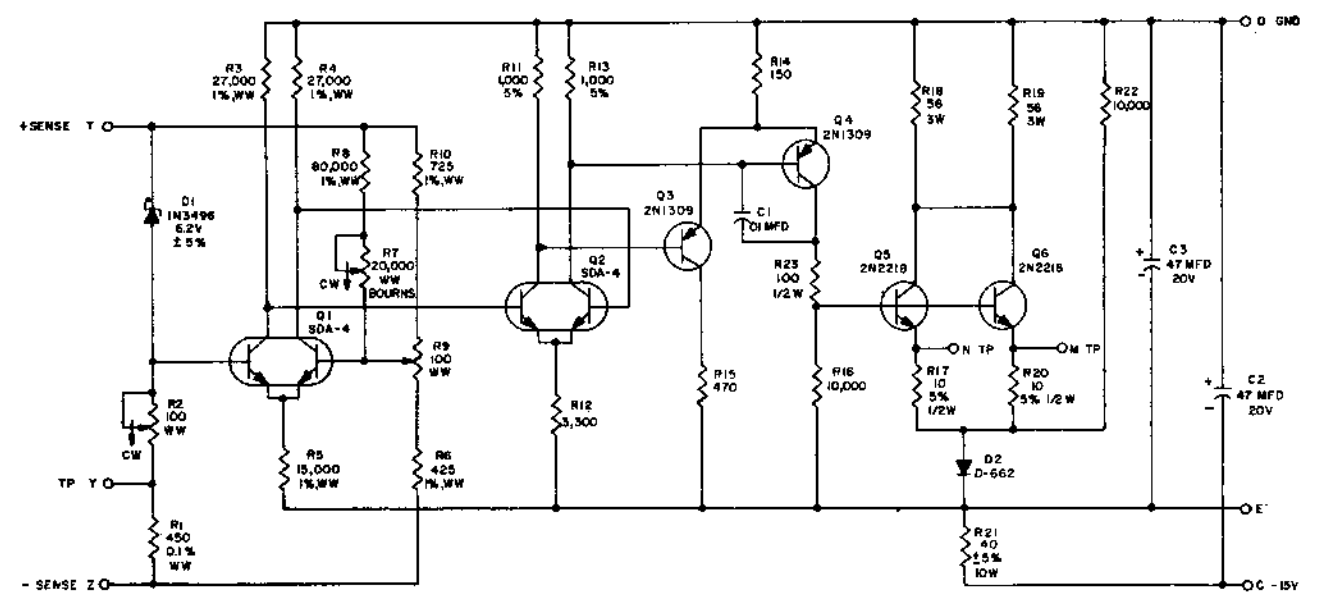 D GND
R3
27,000
1%,WW
R4
27,000
1%,WW
R11
1,000
5%
R13
1,000
5%
R14
150
R18
56
3W
R19
56
3W
R22
10,000
+SENSE T
R8
80,000
1%,WW
R10
725
1%,WW
Q4
2N1309
D1
1N3496
6.2V
±5%
Q3
2N1309
C1
.01 MFD
R7
20,000
WW
BOURNS
CW
Q2
SDA-4
R23
100
1/2W
Q5
2N2218
Q6
2N2218
C3
47 MFD
20V
+
-
Q1
SDA-4
R9
100
WW
N TP
M TP
R2
100
WW
CW
R12
3,300
R15
470
R16
10,000
R17
10
5%
1/2W
R20
10
5% 1/2W
C2
47 MFD
20V
+
-
R5
15,000
1%,WW
R6
425
1%,WW
D2
D-662
TP Y
E
R1
450
0.1%
WW
R21
40
±5%
10W
- SENSE Z
C -15V